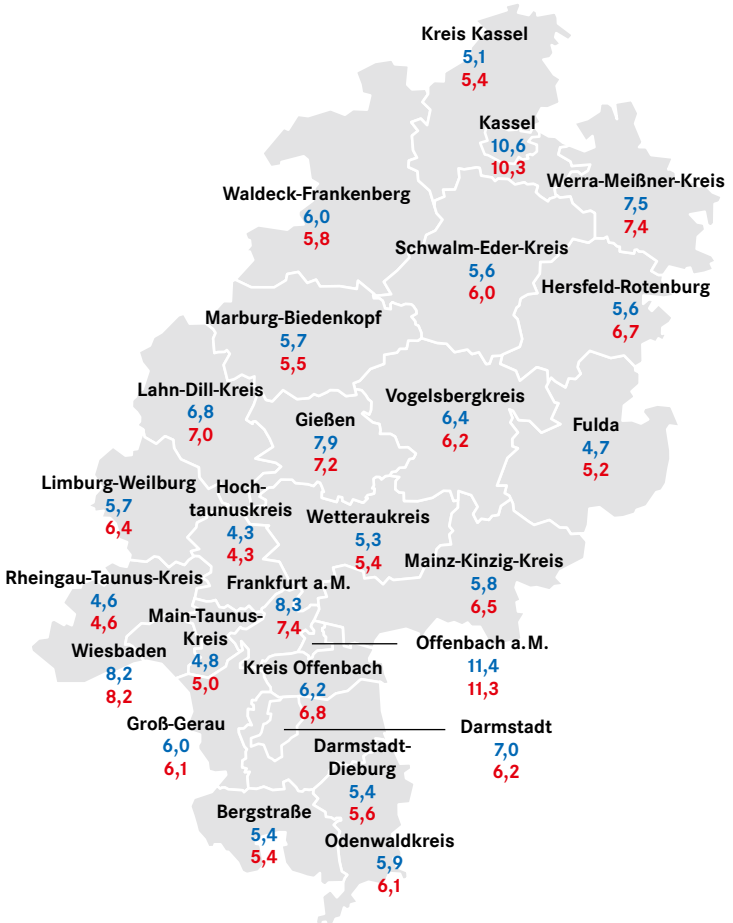 Kreis Kassel
5,1
5,4
Kassel
10,6
10,3
Werra-Meißner-Kreis
7,5
7,4
Waldeck-Frankenberg
6,0
5,8
Schwalm-Eder-Kreis
5,6
6,0
Hersfeld-Rotenburg
5,6
6,7
Marburg-Biedenkopf
5,7
5,5
Lahn-Dill-Kreis
6,8
7,0
Gießen
7,9
7,2
Vogelsbergkreis
6,4
6,2
Fulda
4,7
5,2
Limburg-Weilburg
5,7
6,4
Hoch-
taunuskreis
4,3
4,3
Wetteraukreis
5,3
5,4
Mainz-Kinzig-Kreis
5,8
6,5
Rheingau-Taunus-Kreis
4,6
4,6
Frankfurt a.M.
8,3
7,4
Main-Taunus-
Kreis
4,8
5,0
Wiesbaden
8,2
8,2
Offenbach a.M.
11,4
11,3
Kreis Offenbach
6,2
6,8
Groß-Gerau
6,0
6,1
Darmstadt
7,0
6,2
Darmstadt-
Dieburg
5,4
5,6
Bergstraße
5,4
5,4
Odenwaldkreis
5,9
6,1